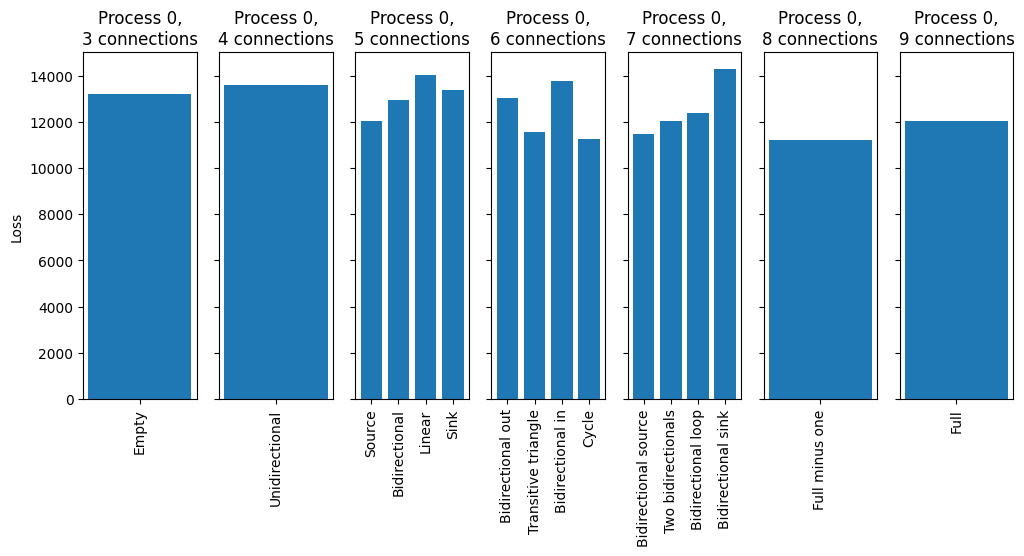 Process 0,
3 connections
Process 0,
4 connections
Process 0,
5 connections
Process 0,
6 connections
Process 0,
7 connections
Process 0,
8 connections
Process 0,
9 connections
Loss
14000
12000
10000
8000
6000
4000
2000
0
Empty
Unidirectional
Source
Bidirectional
Linear
Sink
Bidirectional out
Transitive triangle
Bidirectional in
Cycle
Bidirectional source
Two bidirectionals
Bidirectional loop
Bidirectional sink
Full minus one
Full